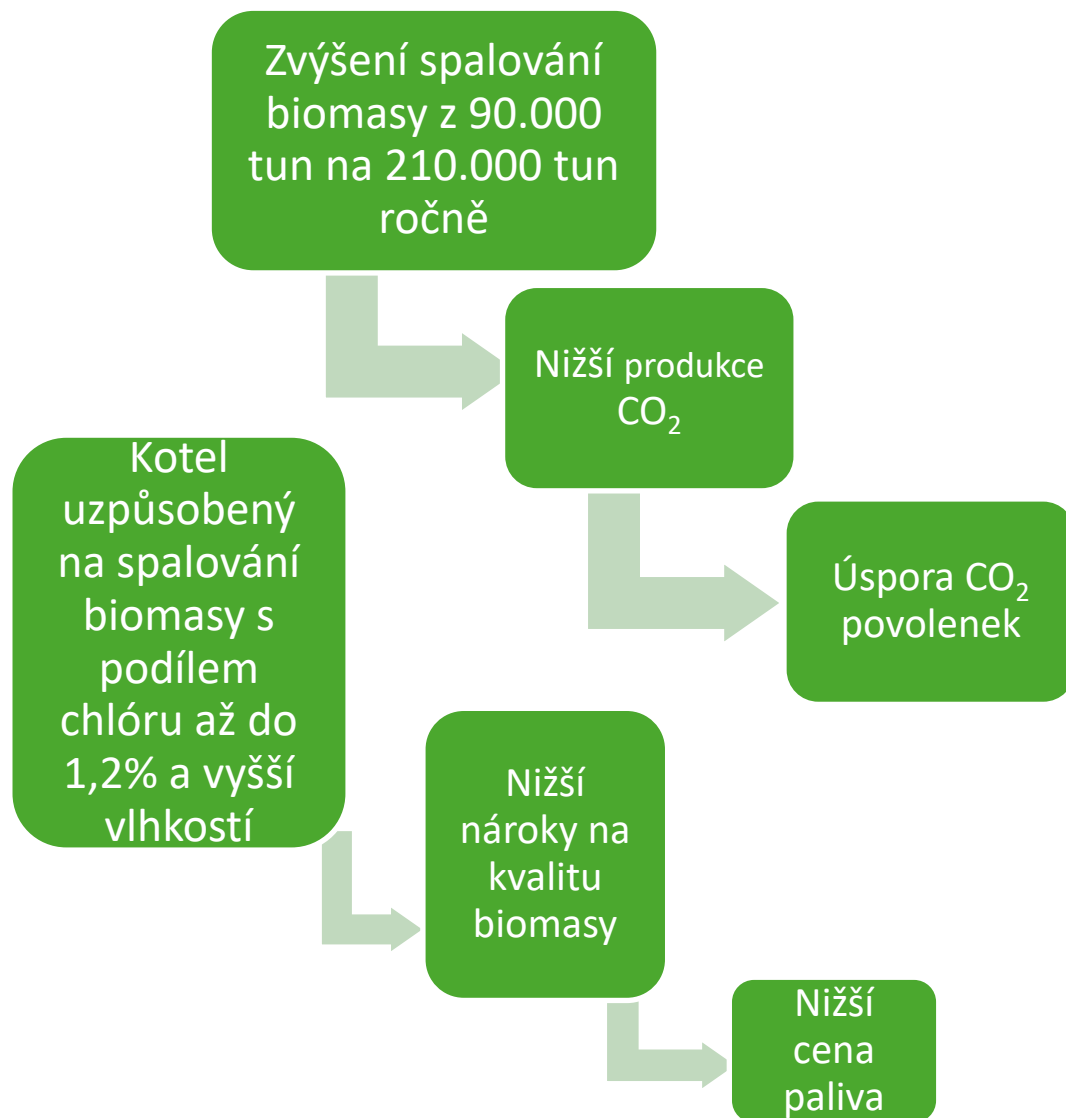 Zvýšení spalování
biomasy z 90.000
tun na 210.000 tun
ročně
Nižší produkce
CO₂
Úspora CO₂
povolenek
Kotel
uzpůsobený
na spalování
biomasy s
podílem
chlóru až do
1,2% a vyšší
vlhkostí
Nižší
nároky na
kvalitu
biomasy
Nižší
cena
paliva